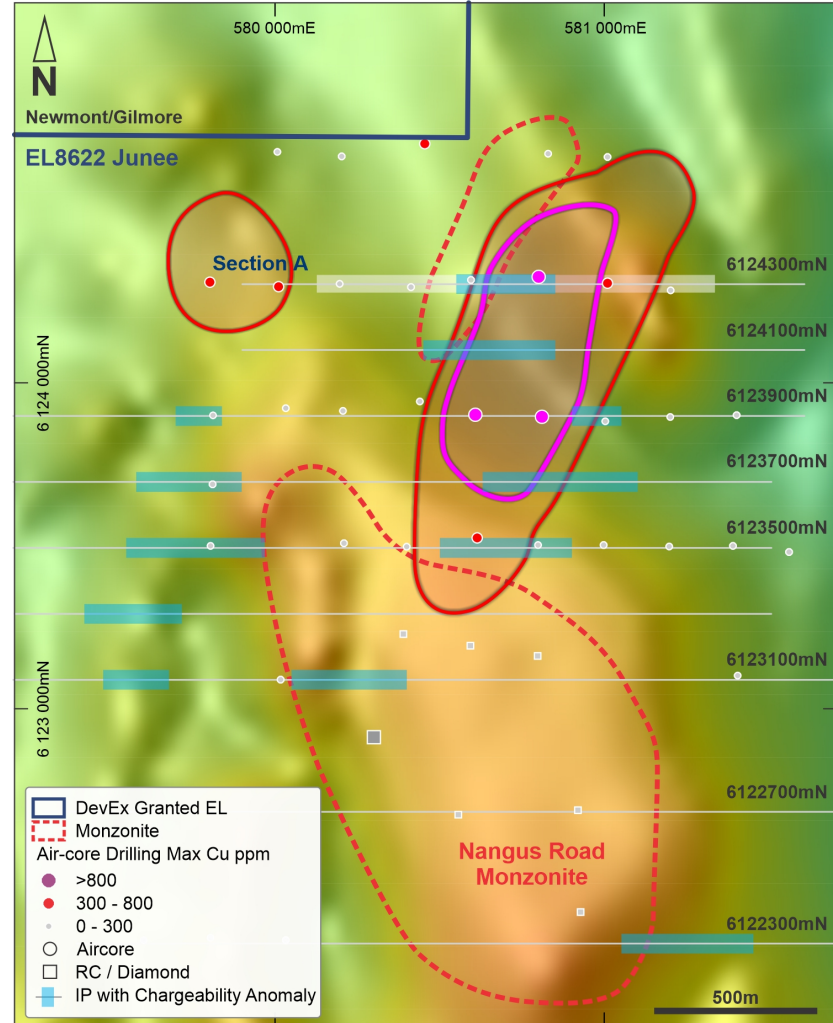 580 000mE
581 000mE
N
Newmont/Gilmore
EL8622 Junee
Section A
6124300mN
6124100mN
6 124 000mN
6123900mN
6123700mN
6123500mN
6123100mN
6 123 000mN
6122700mN
Nangus Road
Monzonite
6122300mN
500m
DevEx Granted EL
Monzonite
Air-core Drilling Max Cu ppm
>800
300 - 800
0 - 300
Aircore
RC / Diamond
IP with Chargeability Anomaly